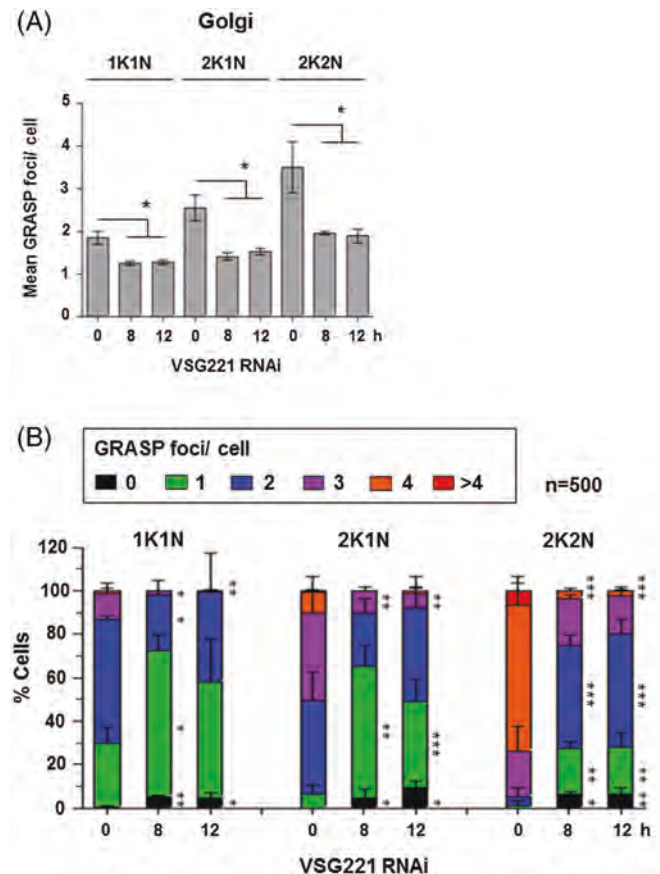 (A)
Golgi
1K1N 2K1N 2K2N
5
4
3
2
1
0
Mean GRASP foci/ cell
* * *
0 8 12 0 8 12 0 8 12 h
VSG221 RNAi
(B)
GRASP foci/ cell
0 1 2 3 4 >4
n=500
1K1N 2K1N 2K2N
120
100
80
60
40
20
0
% Cells
* * * ** ** * ** ** * ** *** * *** *** ** * *** *** ** **
0 8 12 0 8 12 0 8 12 h
VSG221 RNAi